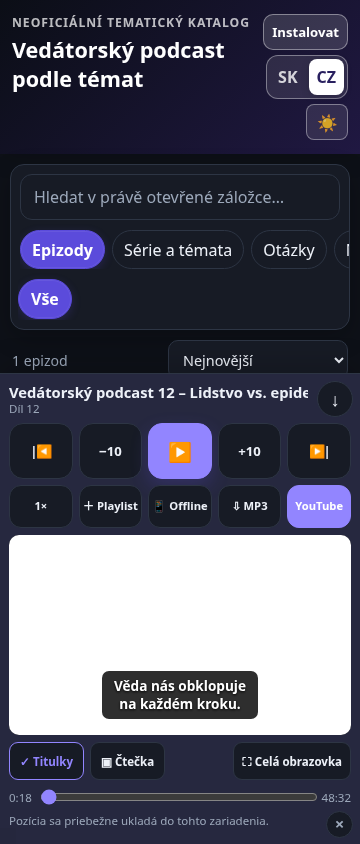 NEOFICIÁLNÍ TEMATICKÝ KATALOG
Instalovat
Vedátorský podcast
podle témat
SK
CZ
Hledat v právě otevřené záložce…
Epizody
Série a témata
Otázky
Vše
1 epizod
Nejnovější
Vedátorský podcast 12 – Lidstvo vs. epide
Díl 12
↓
−10
+10
1×
＋ Playlist
Offline
⇩ MP3
YouTube
Věda nás obklopuje
na každém kroku.
✓ Titulky
▣ Čtečka
⛶ Celá obrazovka
0:18
48:32
Pozícia sa priebežne ukladá do tohto zariadenia.
×